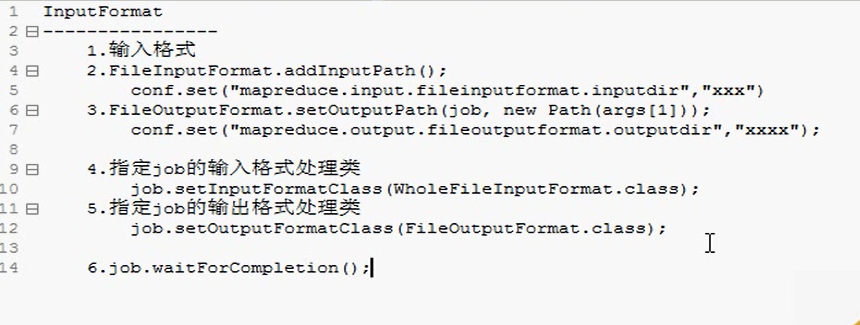 1 InputFormat
2 ----------------
3 1.输入格式
4 2.FileInputFormat.addInputPath();
5 conf.set("mapreduce.input.fileinputformat.inputdir","xxx")
6 3.FileOutputFormat.setOutputPath(job, new Path(args[1]));
7 conf.set("mapreduce.output.fileoutputformat.outputdir","xxxx");
8
9 4.指定job的输入格式处理类
10 job.setInputFormatClass(WholeFileInputFormat.class);
11 5.指定job的输出格式处理类
12 job.setOutputFormatClass(FileOutputFormat.class);
13
14 6.job.waitForCompletion();